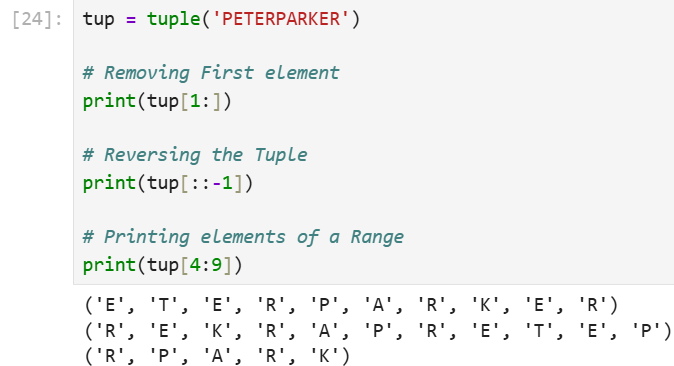 [24]: tup = tuple('PETERPARKER')
# Removing First element
print(tup[1:])
# Reversing the Tuple
print(tup[::-1])
# Printing elements of a Range
print(tup[4:9])
('E', 'T', 'E', 'R', 'P', 'A', 'R', 'K', 'E', 'R')
('R', 'E', 'K', 'R', 'A', 'P', 'R', 'E', 'T', 'E', 'P')
('R', 'P', 'A', 'R', 'K')